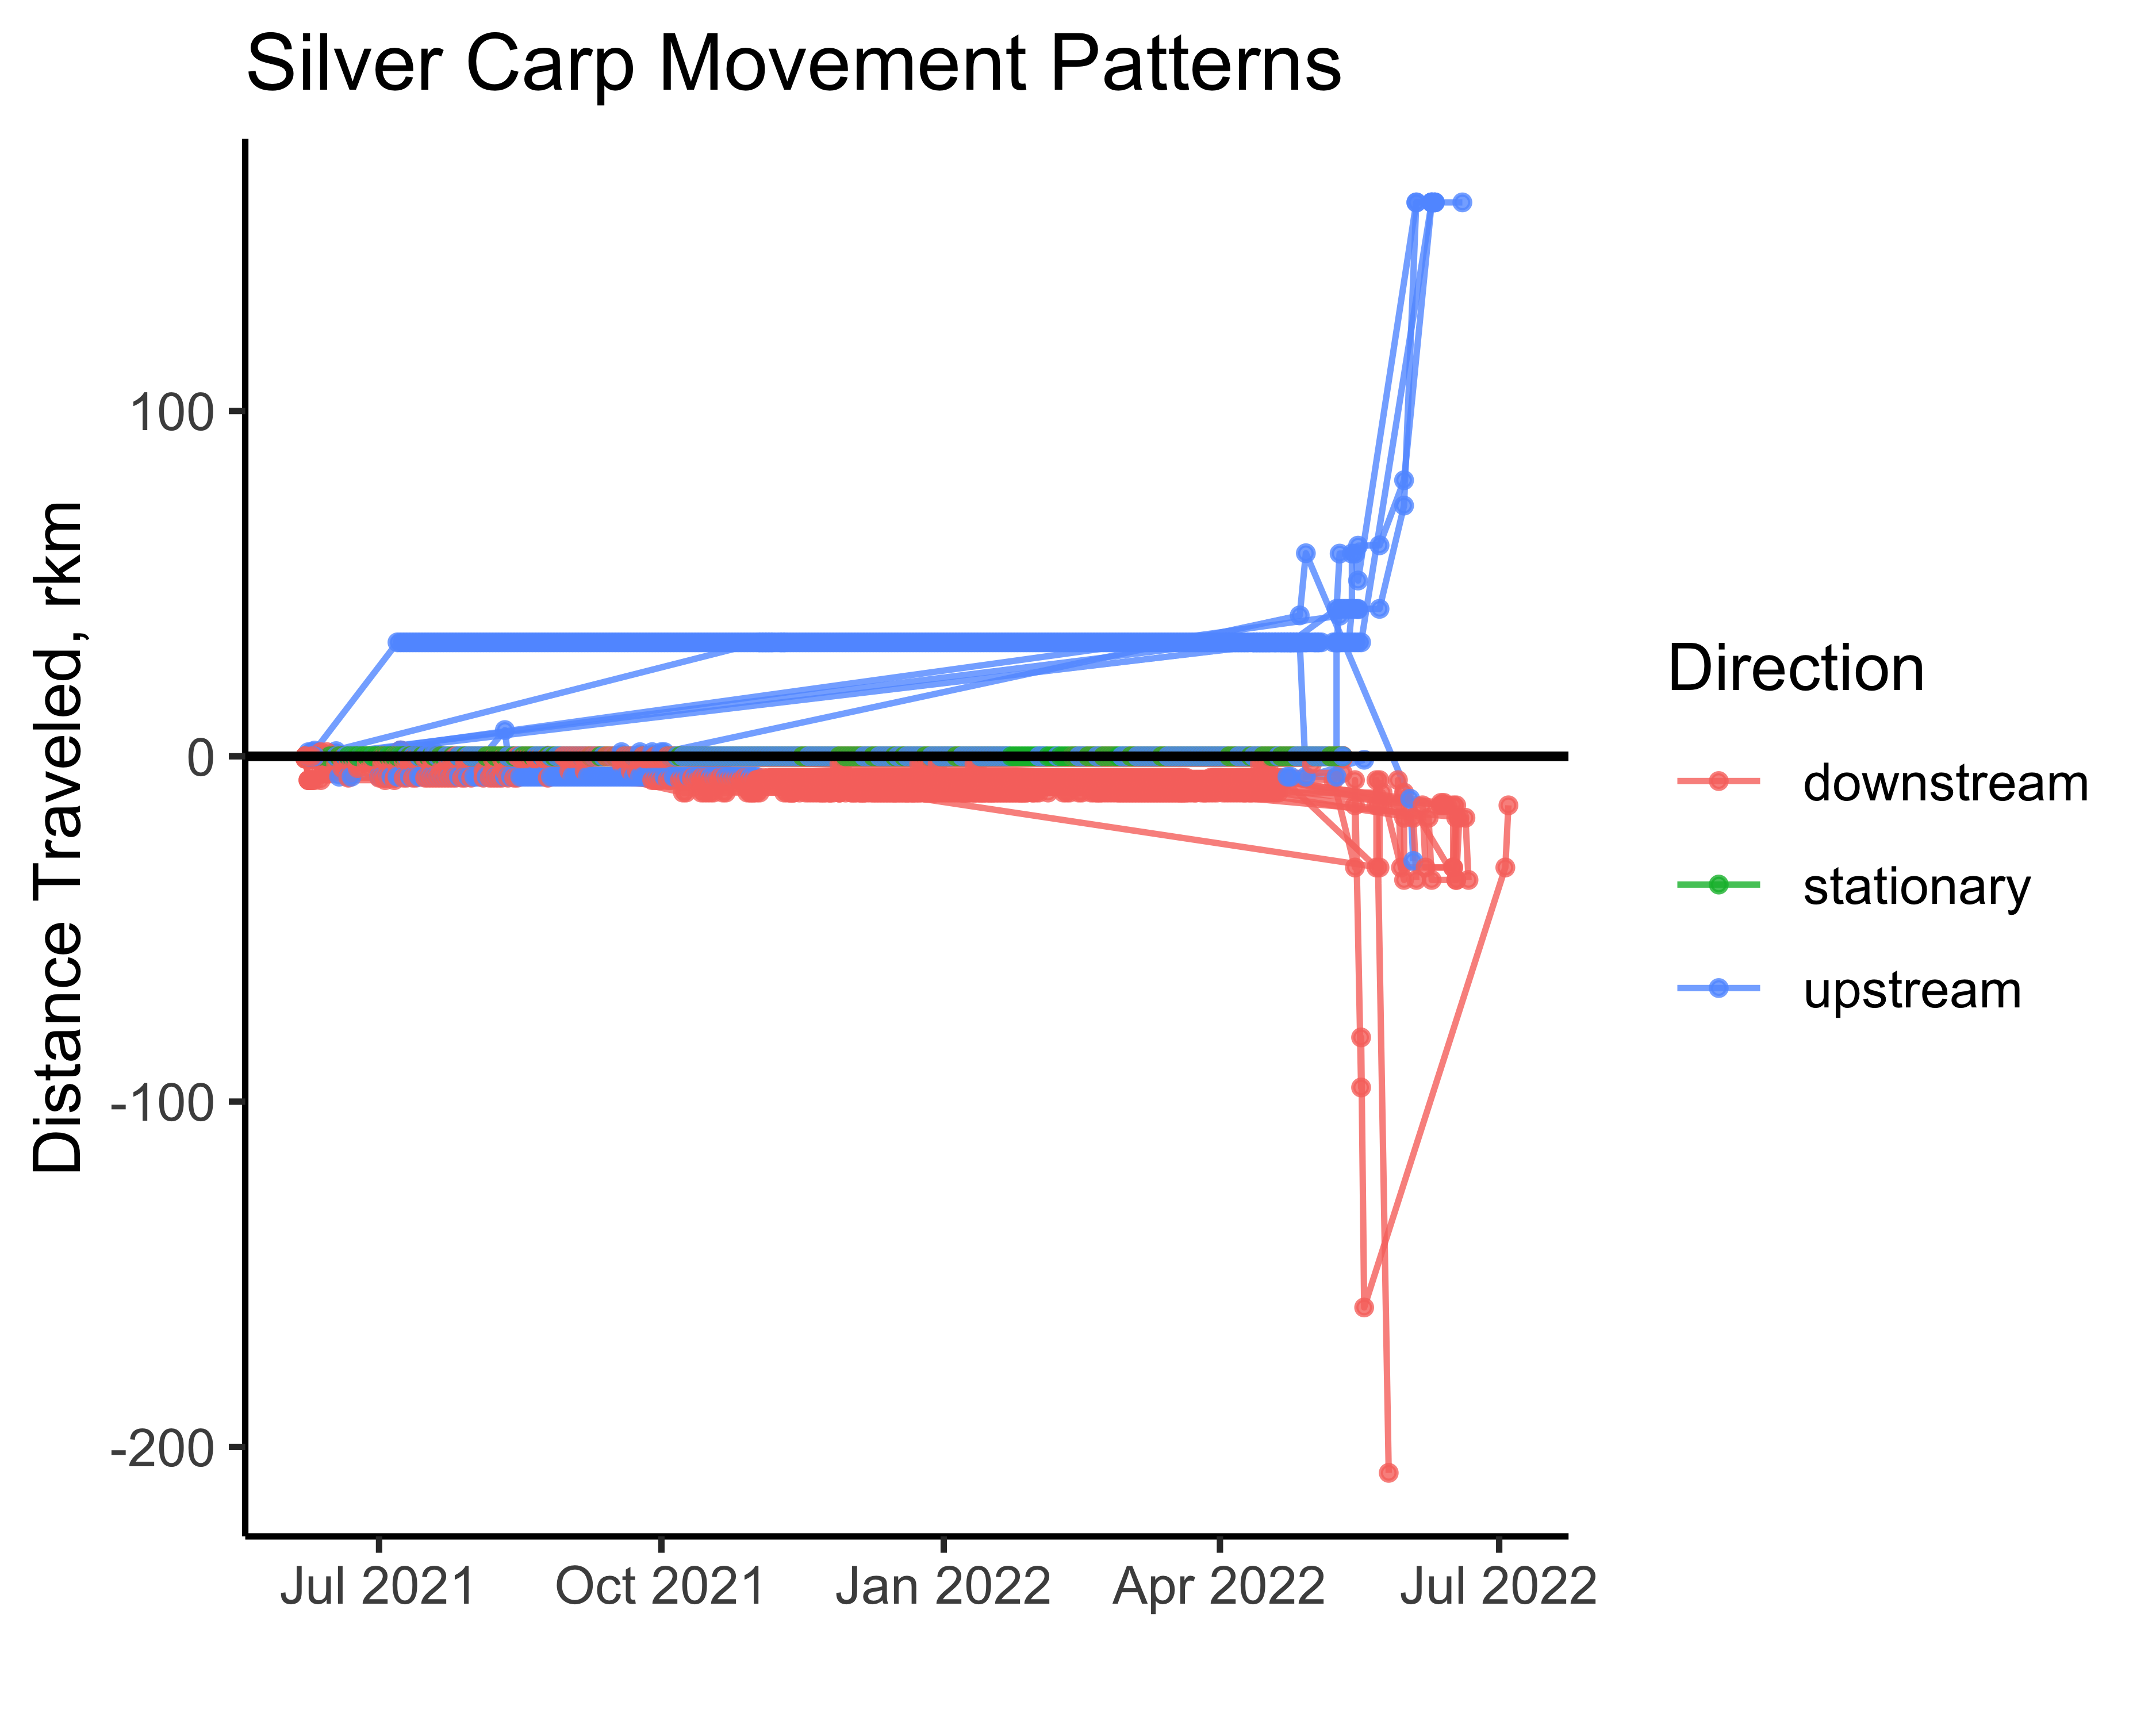 Silver Carp Movement Patterns
Distance Traveled, rkm
100
0
-100
-200
Jul 2021
Oct 2021
Jan 2022
Apr 2022
Jul 2022
Direction
downstream
stationary
upstream